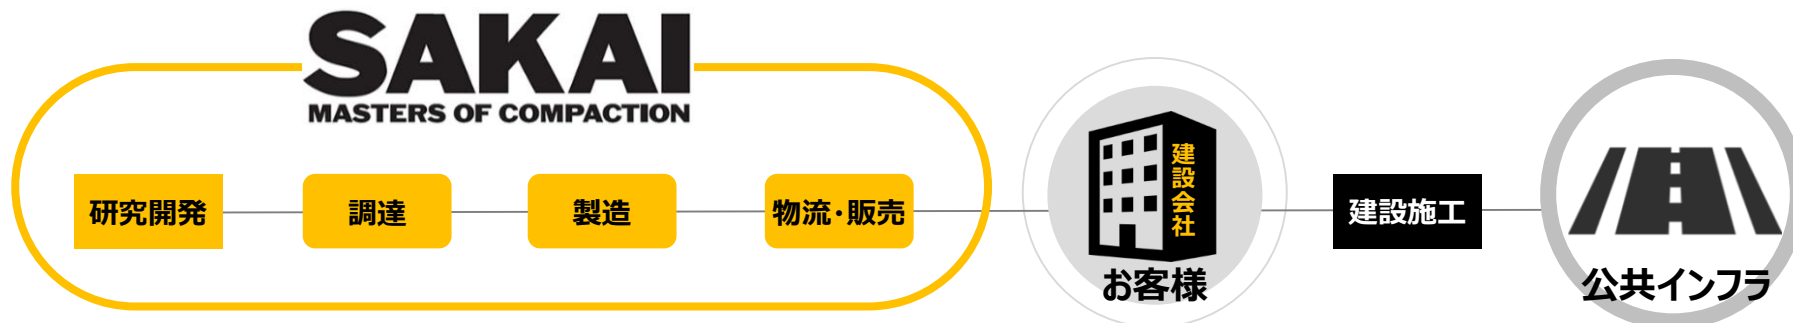 SAKAI
MASTERS OF COMPACTION
研究開発
調達
製造
物流・販売
建設会社
お客様
建設施工
公共インフラ